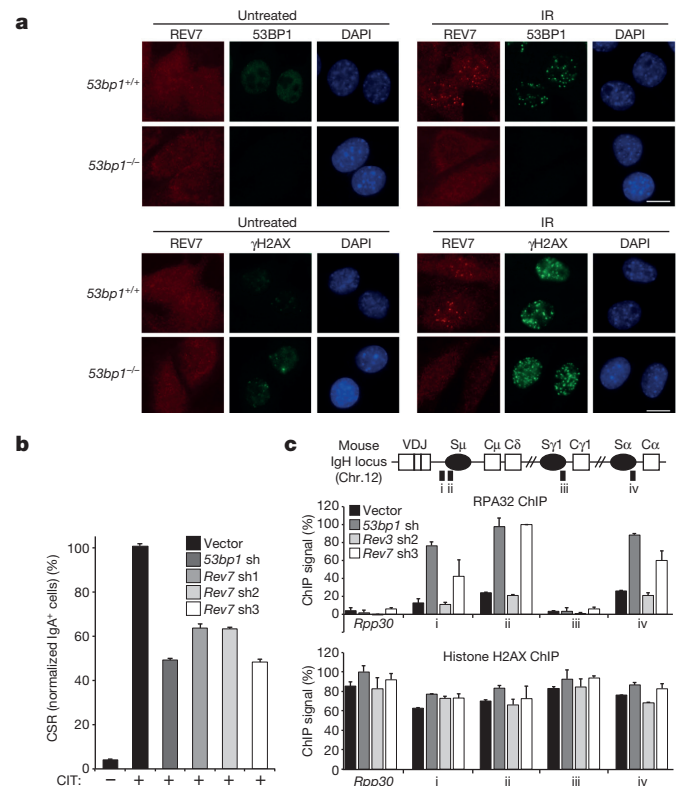 a
Untreated
IR
REV7 53BP1 DAPI
REV7 53BP1 DAPI
53bp1+/+
53bp1−/−
Untreated
IR
REV7 γH2AX DAPI
REV7 γH2AX DAPI
53bp1+/+
53bp1−/−
b
CSR (normalized IgA+ cells) (%)
100
80
60
40
20
0
Vector
53bp1 sh
Rev7 sh1
Rev7 sh2
Rev7 sh3
CIT: − + + + + +
c
Mouse
IgH locus
(Chr.12)
VDJ Sμ Cμ Cδ Sγ1 Cγ1 Sα Cα
i ii iii iv
RPA32 ChIP
ChIP signal (%)
120
100
80
60
40
20
0
Vector
53bp1 sh
Rev3 sh2
Rev7 sh3
Rpp30 i ii iii iv
Histone H2AX ChIP
ChIP signal (%)
120
100
80
60
40
20
0
Rpp30 i ii iii iv